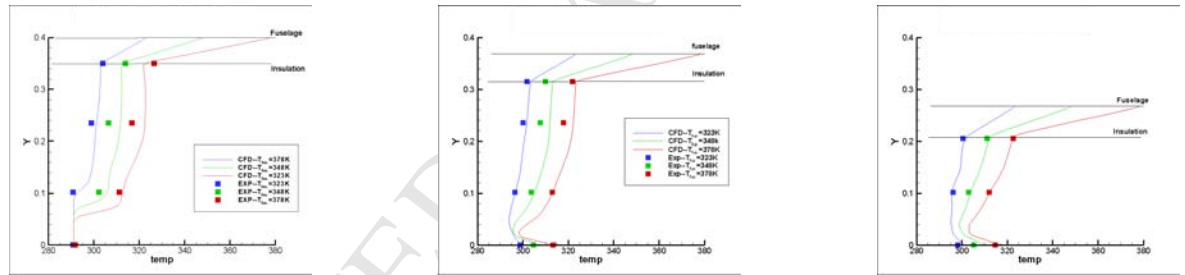 0.4
Fuselage
Insulation
0.3
Y
0.2
CFD--T =378K
CFD--T =348K
CFD--T =323K
EXP--T =323K
EXP--T =348K
EXP--T =378K
0.1
0
280 300 320 340 360 380
temp
0.4
fuselage
Insulation
0.3
Y
0.2
CFD--T =323K
CFD--T =348k
CFD--T =378K
Exp--T =323K
Exp--T =348K
Exp--T =378K
0.1
0
280 300 320 340 360 380
temp
0.4
0.3
Fuselage
Insulation
Y
0.2
0.1
0
280 300 320 340 360 380
temp